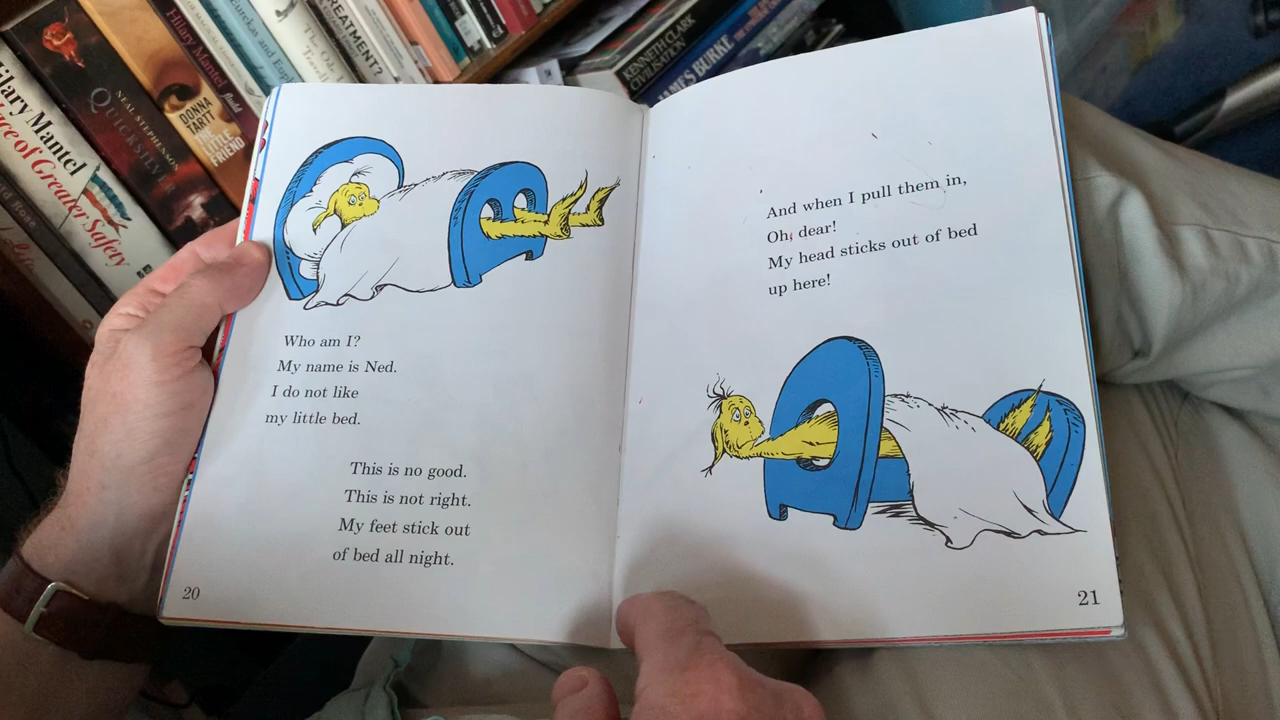 Hilary Mantel
A Place of Greater Safety
NEAL STEPHENSON
QUICKSILVER
DONNA
TARTT
THE LITTLE
FRIEND
Hilary Mantel
fludd
KENNETH CLARK
CIVILISATION
JAMES BURKE
Who am I?
My name is Ned.
I do not like
my little bed.
This is no good.
This is not right.
My feet stick out
of bed all night.
20
And when I pull them in,
Oh, dear!
My head sticks out of bed
up here!
21